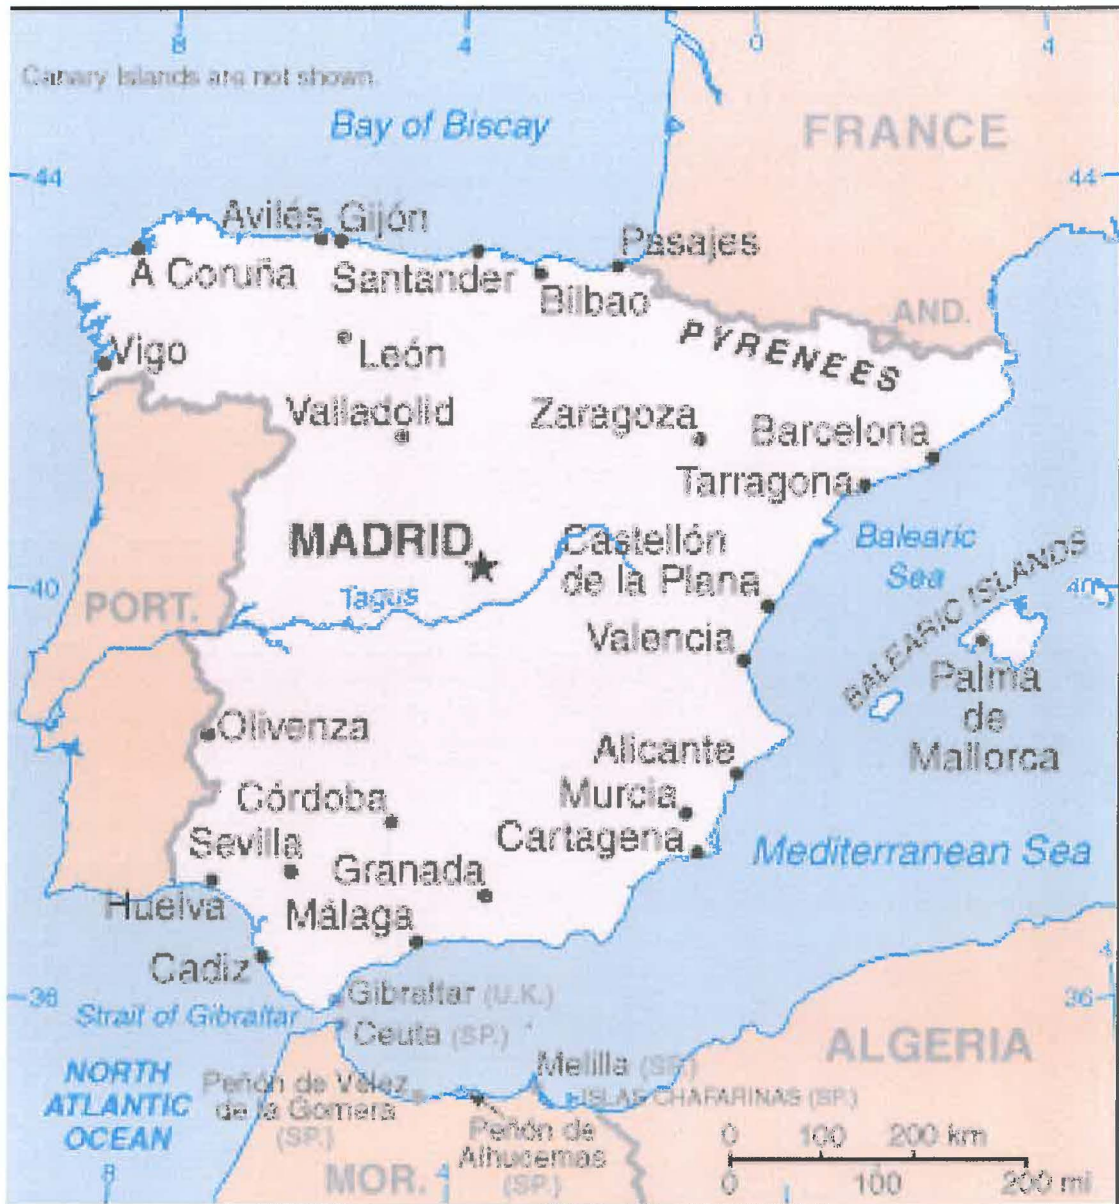 8 4 0 4
Canary Islands are not shown.
Bay of Biscay
FRANCE
44 44
Avilés Gijón
Pasajes
A Coruña
Santander
Bilbao
AND.
PYRENEES
Vigo
León
Valladolid
Zaragoza
Barcelona
Tarragona
MADRID
Castellón
de la Plana
Balearic
Sea
BALEARIC ISLANDS
40 40
Tagus
PORT.
Valencia
Palma
de
Mallorca
Olivenza
Alicante
Córdoba
Murcia
Sevilla
Cartagena
Mediterranean Sea
Granada
Huelva
Málaga
Cadiz
36 36
Gibraltar (U.K.)
Strait of Gibraltar
Ceuta (SP.)
ALGERIA
NORTH
ATLANTIC
OCEAN
Melilla (SP.)
Peñón de Vélez
de la Gomera
(SP.)
ISLAS CHAFARINAS (SP.)
Peñón de
Alhucemas
(SP.)
0 100 200 km
MOR.
8 4
0 100 200 mi